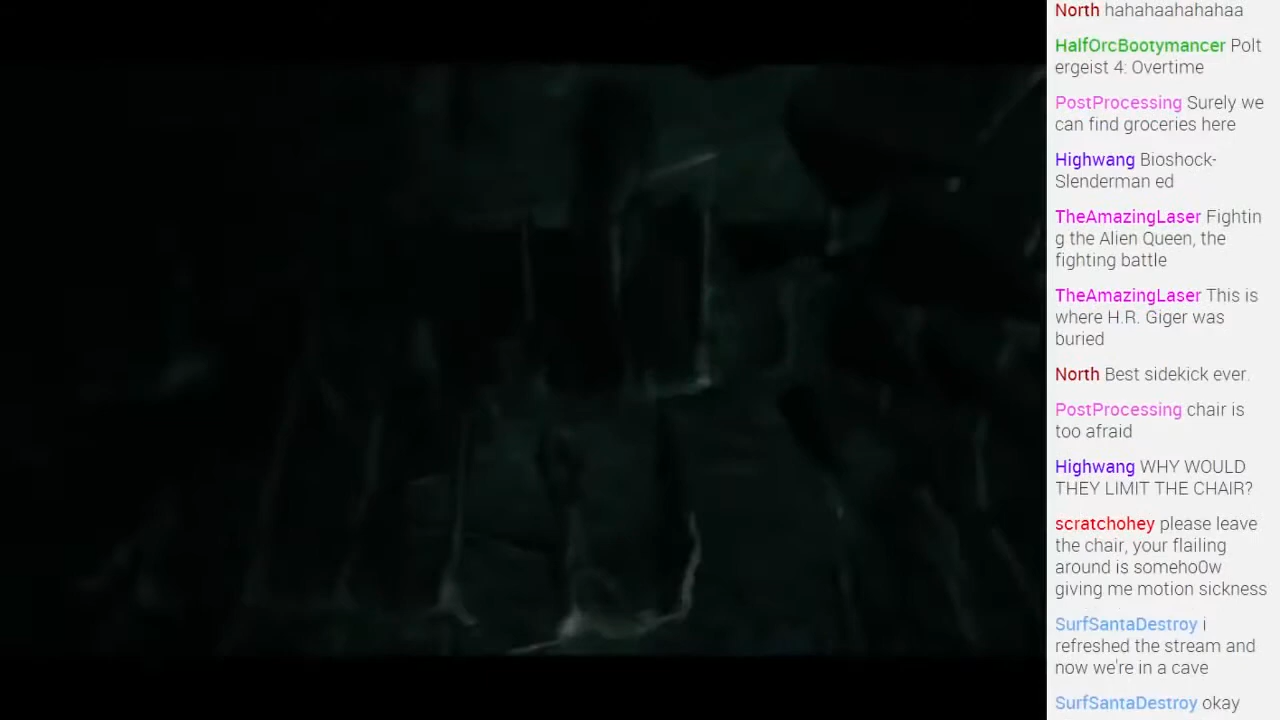 North hahahaahahahaa
HalfOrcBootymancer Polt
ergeist 4: Overtime
PostProcessing Surely we
can find groceries here
Highwang Bioshock-
Slenderman ed
TheAmazingLaser Fightin
g the Alien Queen, the
fighting battle
TheAmazingLaser This is
where H.R. Giger was
buried
North Best sidekick ever.
PostProcessing chair is
too afraid
Highwang WHY WOULD
THEY LIMIT THE CHAIR?
scratchohey please leave
the chair, your flailing
around is someho0w
giving me motion sickness
SurfSantaDestroy i
refreshed the stream and
now we're in a cave
SurfSantaDestroy okay